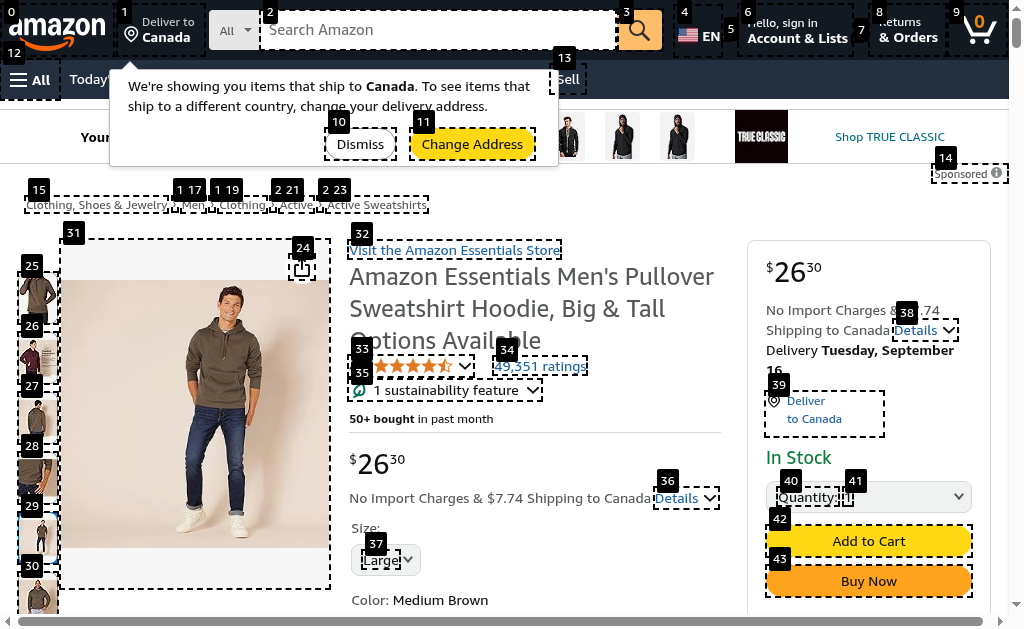 0
1
2
3
4
5
6
7
8
9
amazon
Deliver to
Canada
All
Search Amazon
EN
Hello, sign in
Account & Lists
Returns
& Orders
0
12
All
Today'
13
Sell
We're showing you items that ship to Canada. To see items that
ship to a different country, change your delivery address.
10
11
Dismiss
Change Address
Your
TRUE CLASSIC
Shop TRUE CLASSIC
14
Sponsored
15
1 17
1 19
2 21
2 23
Clothing, Shoes & Jewelry › Men › Clothing › Active › Active Sweatshirts
31
24
25
26
27
28
29
30
32
Visit the Amazon Essentials Store
Amazon Essentials Men's Pullover
Sweatshirt Hoodie, Big & Tall
Options Available
33
34
49,351 ratings
35
1 sustainability feature
50+ bought in past month
$26 30
36
No Import Charges & $7.74 Shipping to Canada Details
Size:
37
Large
Color: Medium Brown
$26 30
No Import Charges & $7.74
38
Shipping to Canada Details
Delivery Tuesday, September
16
39
Deliver
to Canada
In Stock
40
41
Quantity: 1
42
Add to Cart
43
Buy Now